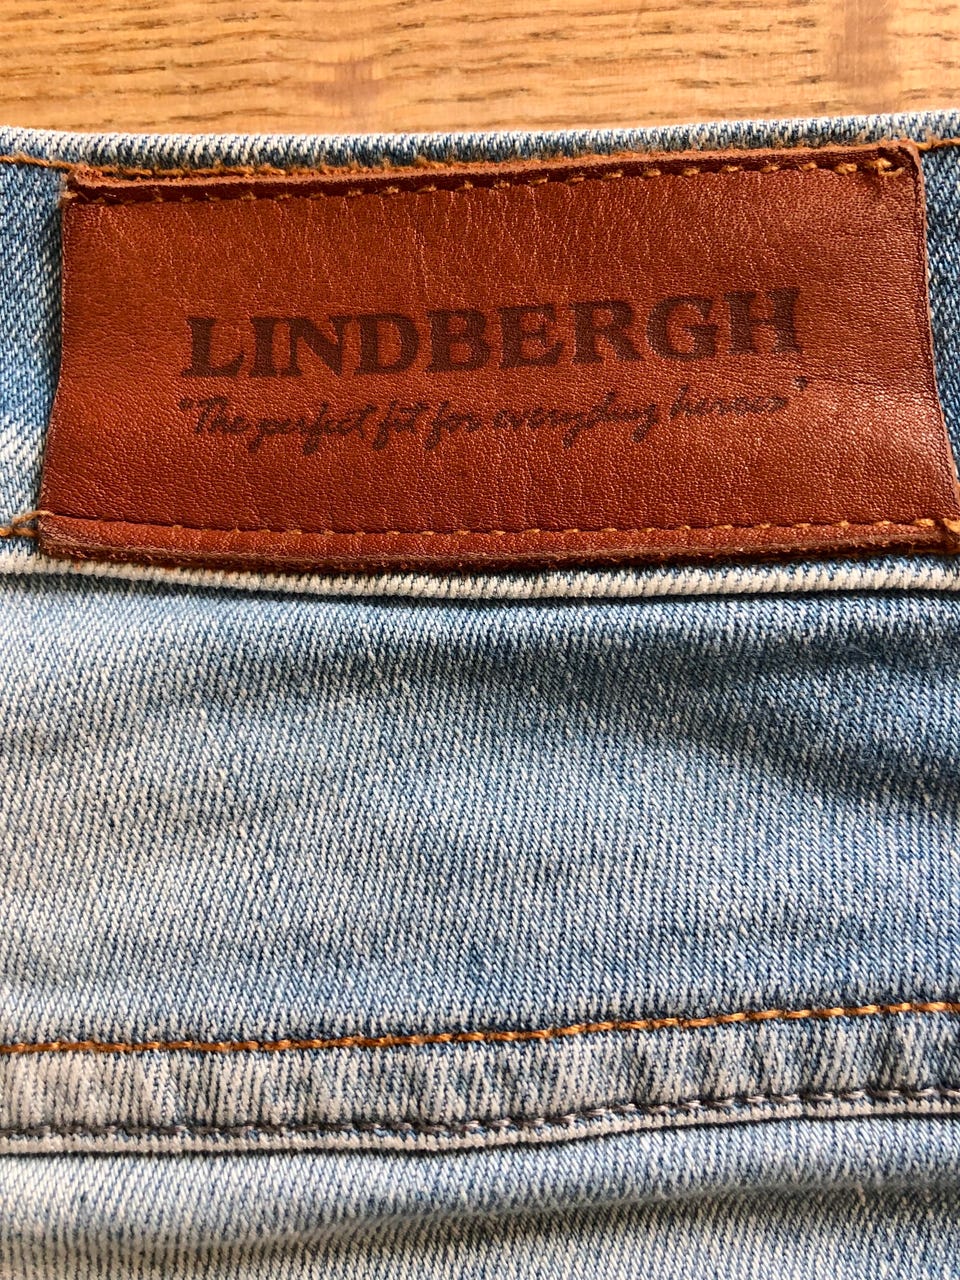 LINDBERGH
"The perfect fit for everyday heroes"